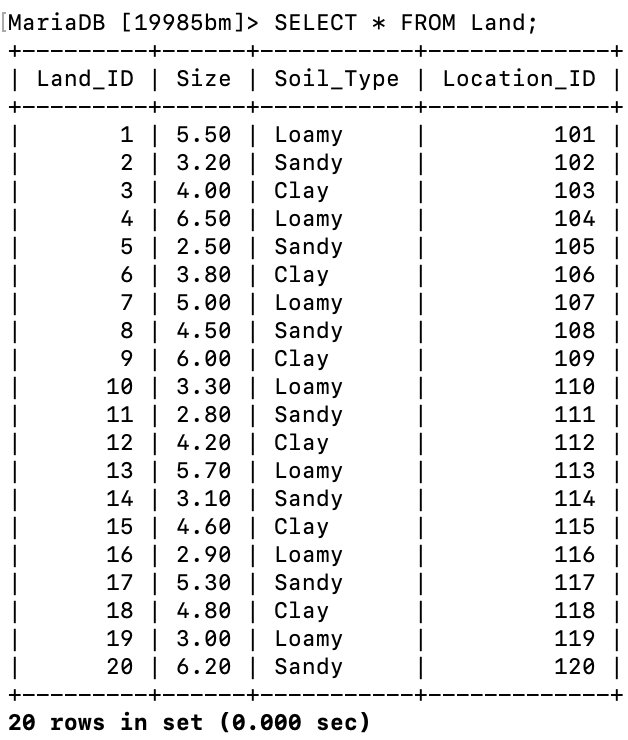 [MariaDB [19985bm]> SELECT * FROM Land;
+---------+------+-----------+-------------+
| Land_ID | Size | Soil_Type | Location_ID |
+---------+------+-----------+-------------+
|       1 | 5.50 | Loamy     |         101 |
|       2 | 3.20 | Sandy     |         102 |
|       3 | 4.00 | Clay      |         103 |
|       4 | 6.50 | Loamy     |         104 |
|       5 | 2.50 | Sandy     |         105 |
|       6 | 3.80 | Clay      |         106 |
|       7 | 5.00 | Loamy     |         107 |
|       8 | 4.50 | Sandy     |         108 |
|       9 | 6.00 | Clay      |         109 |
|      10 | 3.30 | Loamy     |         110 |
|      11 | 2.80 | Sandy     |         111 |
|      12 | 4.20 | Clay      |         112 |
|      13 | 5.70 | Loamy     |         113 |
|      14 | 3.10 | Sandy     |         114 |
|      15 | 4.60 | Clay      |         115 |
|      16 | 2.90 | Loamy     |         116 |
|      17 | 5.30 | Sandy     |         117 |
|      18 | 4.80 | Clay      |         118 |
|      19 | 3.00 | Loamy     |         119 |
|      20 | 6.20 | Sandy     |         120 |
+---------+------+-----------+-------------+
20 rows in set (0.000 sec)